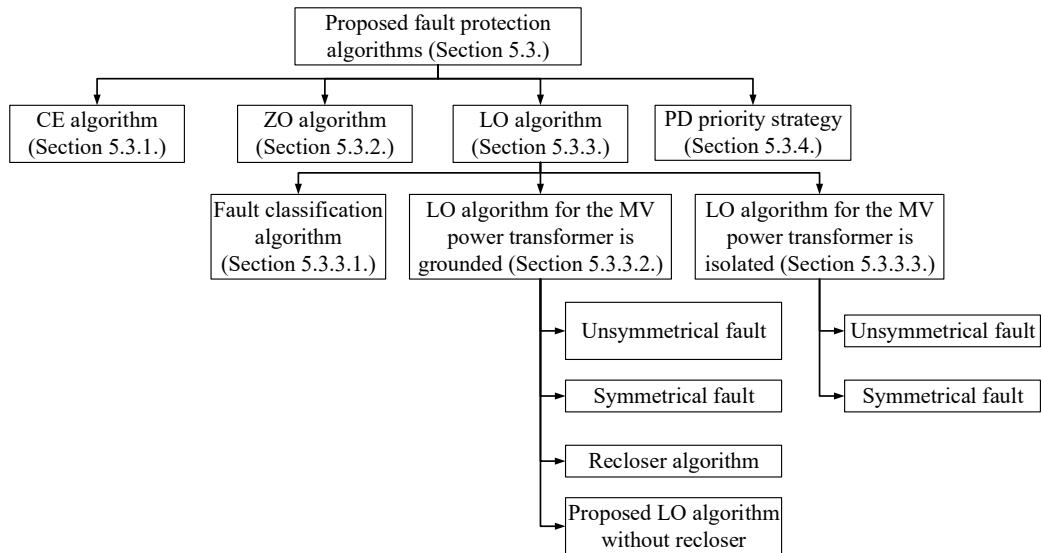 Proposed fault protection
algorithms (Section 5.3.)
CE algorithm
(Section 5.3.1.)
ZO algorithm
(Section 5.3.2.)
LO algorithm
(Section 5.3.3.)
PD priority strategy
(Section 5.3.4.)
Fault classification
algorithm
(Section 5.3.3.1.)
LO algorithm for the MV
power transformer is
grounded (Section 5.3.3.2.)
LO algorithm for the MV
power transformer is
isolated (Section 5.3.3.3.)
Unsymmetrical fault
Symmetrical fault
Recloser algorithm
Proposed LO algorithm
without recloser
Unsymmetrical fault
Symmetrical fault